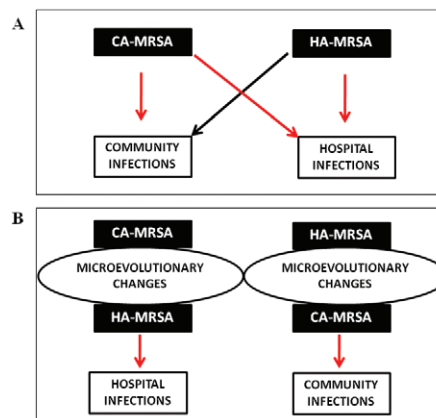 A
CA-MRSA HA-MRSA
COMMUNITY INFECTIONS
HOSPITAL INFECTIONS
B
CA-MRSA HA-MRSA
MICROEVOLUTIONARY CHANGES
MICROEVOLUTIONARY CHANGES
HA-MRSA CA-MRSA
HOSPITAL INFECTIONS
COMMUNITY INFECTIONS